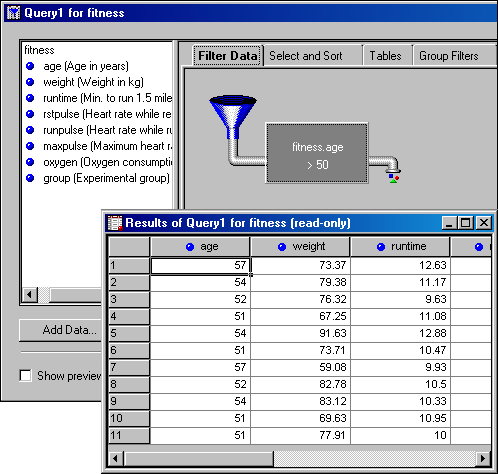 Query1 for fitness
fitness
age (Age in years)
weight (Weight in kg)
runtime (Min. to run 1.5 mile
rstpulse (Heart rate while re
runpulse (Heart rate while ru
maxpulse (Maximum heart ra
oxygen (Oxygen consumpti
group (Experimental group)
Add Data...
Show preview
Filter Data Select and Sort Tables Group Filters
fitness.age
> 50
Results of Query1 for fitness (read-only)
age weight runtime
1 57 73.37 12.63
2 54 79.38 11.17
3 52 76.32 9.63
4 51 67.25 11.08
5 54 91.63 12.88
6 51 73.71 10.47
7 57 59.08 9.93
8 52 82.78 10.5
9 54 83.12 10.33
10 51 69.63 10.95
11 51 77.91 10